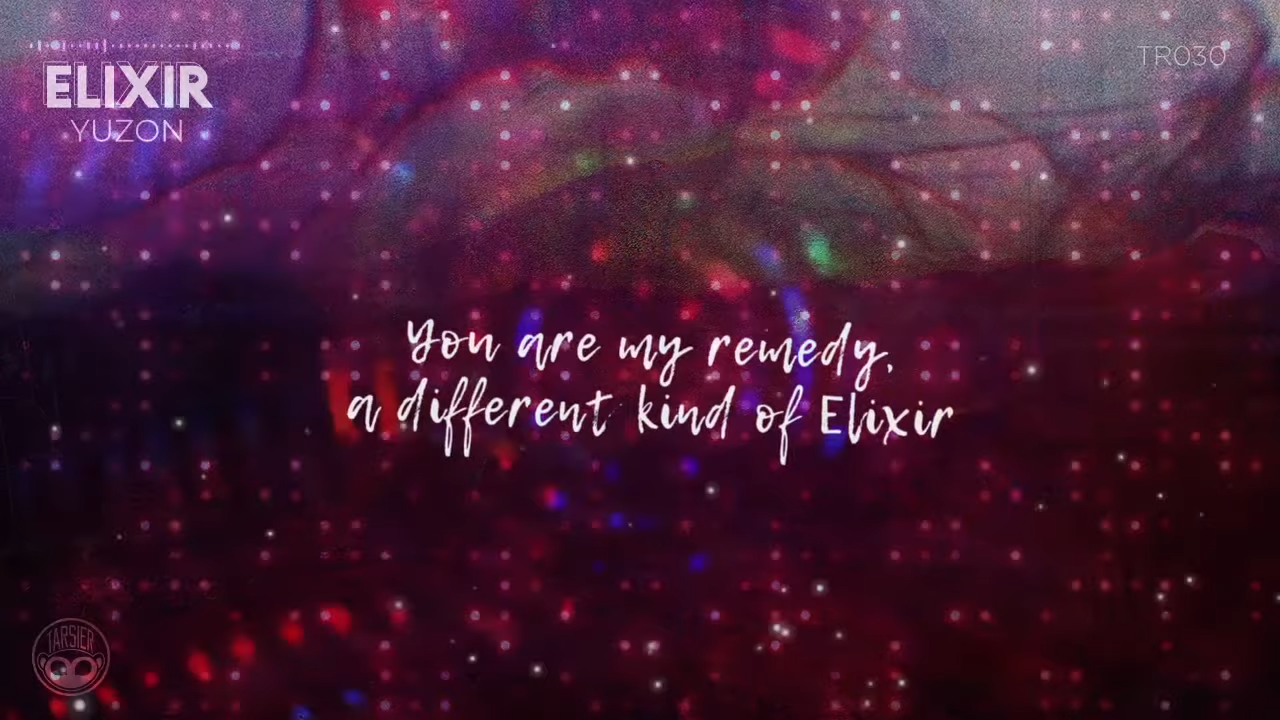 ELIXIR
YUZON
TR030
You are my remedy,
a different kind of Elixir
TARSIER